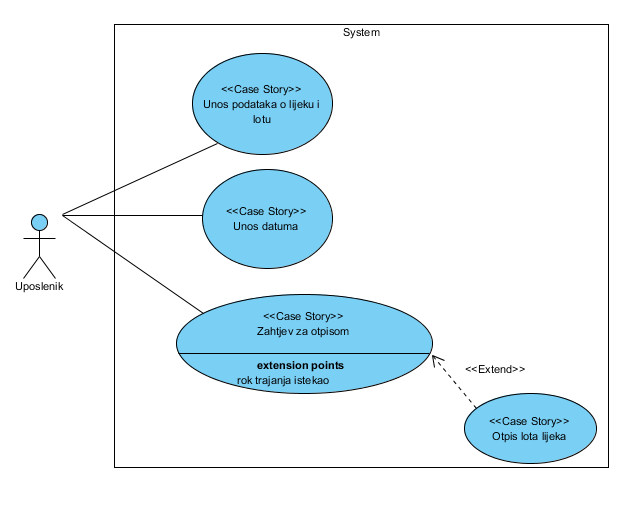 System
<<Case Story>>
Unos podataka o lijeku i
lotu
<<Case Story>>
Unos datuma
Uposlenik
<<Case Story>>
Zahtjev za otpisom
extension points
rok trajanja istekao
<<Extend>>
<<Case Story>>
Otpis lota lijeka